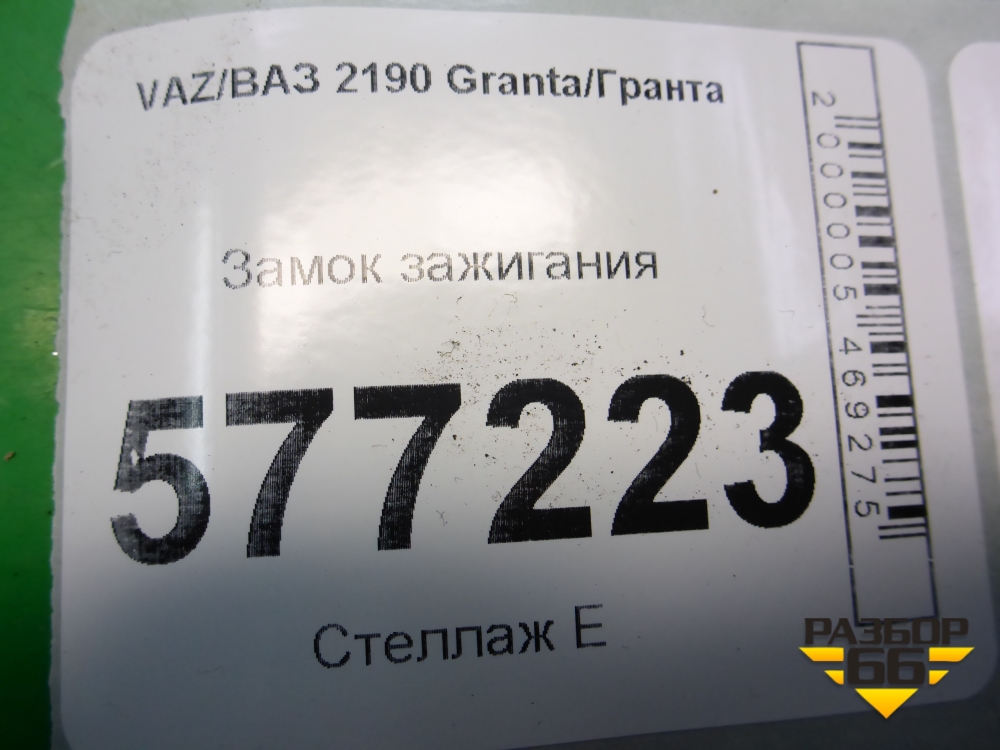 VAZ/ВАЗ 2190 Granta/Гранта
Замок зажигания
577223
Стеллаж Е
2000005469275
РАЗБОР
66